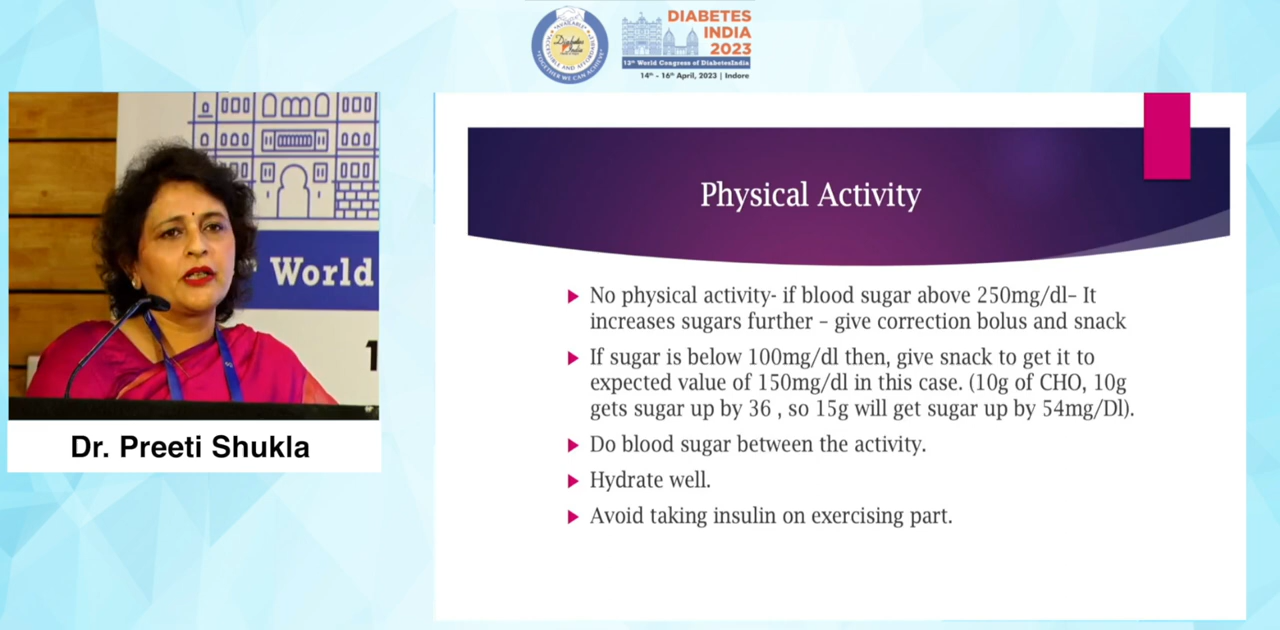 DIABETES
INDIA
2023
13th World Congress of DiabetesIndia
14th - 16th April, 2023 | Indore
World
1
Dr. Preeti Shukla
Physical Activity
No physical activity- if blood sugar above 250mg/dl– It
increases sugars further – give correction bolus and snack
If sugar is below 100mg/dl then, give snack to get it to
expected value of 150mg/dl in this case. (10g of CHO, 10g
gets sugar up by 36 , so 15g will get sugar up by 54mg/Dl).
Do blood sugar between the activity.
Hydrate well.
Avoid taking insulin on exercising part.